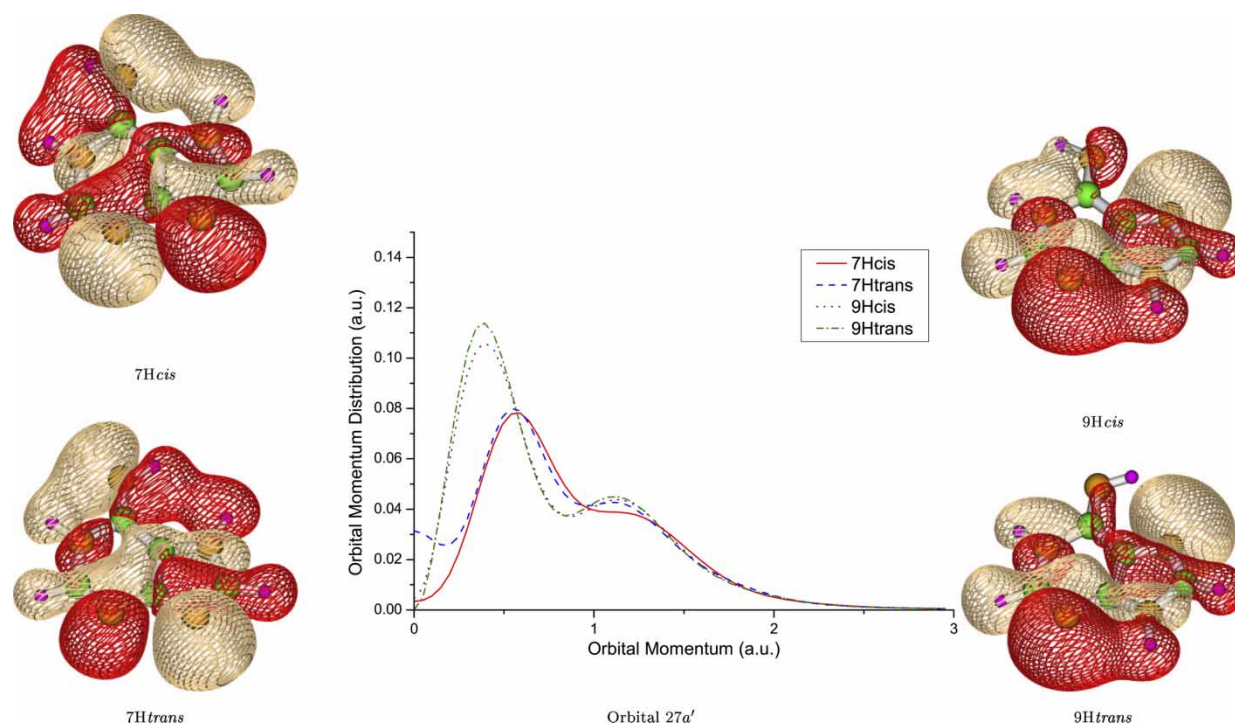 7Hcis
7Htrans
Orbital Momentum Distribution (a.u.)
0.14
0.12
0.10
0.08
0.06
0.04
0.02
0.00
0
1
2
3
Orbital Momentum (a.u.)
7Hcis
7Htrans
9Hcis
9Htrans
Orbital 27a′
9Hcis
9Htrans